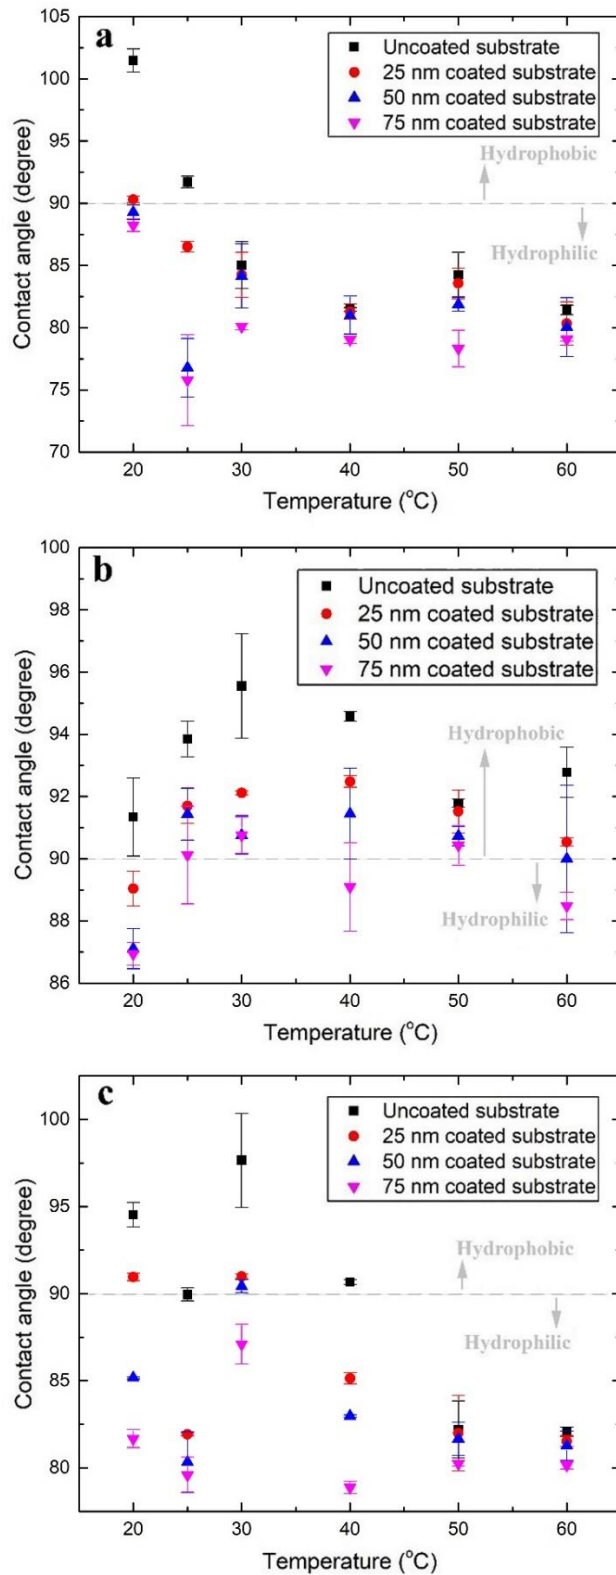 a
105
100
95
90
85
80
75
70
Contact angle (degree)
Uncoated substrate
25 nm coated substrate
50 nm coated substrate
75 nm coated substrate
Hydrophobic
Hydrophilic
20 30 40 50 60
Temperature (°C)
b
100
98
96
94
92
90
88
86
Contact angle (degree)
Uncoated substrate
25 nm coated substrate
50 nm coated substrate
75 nm coated substrate
Hydrophobic
Hydrophilic
20 30 40 50 60
Temperature (°C)
c
100
95
90
85
80
Contact angle (degree)
Uncoated substrate
25 nm coated substrate
50 nm coated substrate
75 nm coated substrate
Hydrophobic
Hydrophilic
20 30 40 50 60
Temperature (°C)